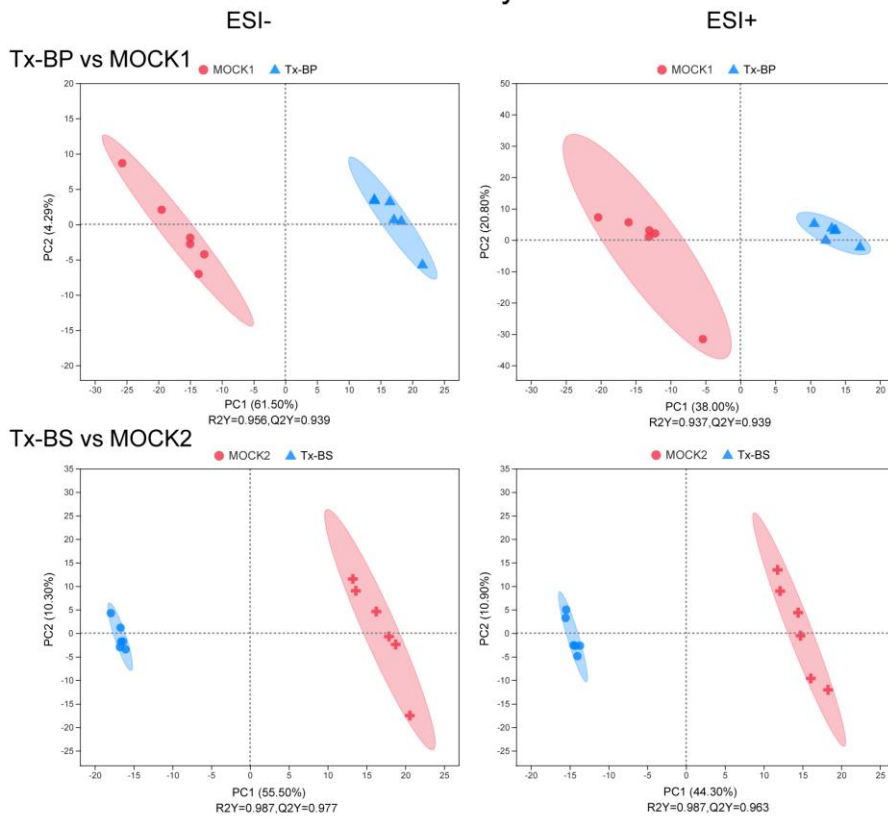 ESI-
ESI+
Tx-BP vs MOCK1
MOCK1 Tx-BP
20
15
10
5
0
-5
-10
-15
-20
PC2 (4.29%)
-30 -25 -20 -15 -10 -5 0 5 10 15 20 25
PC1 (61.50%)
R2Y=0.956,Q2Y=0.939
MOCK1 Tx-BP
50
40
30
20
10
0
-10
-20
-30
-40
PC2 (20.80%)
-30 -25 -20 -15 -10 -5 0 5 10 15 20
PC1 (38.00%)
R2Y=0.937,Q2Y=0.939
Tx-BS vs MOCK2
MOCK2 Tx-BS
35
30
25
20
15
10
5
0
-5
-10
-15
-20
-25
PC2 (10.30%)
-20 -15 -10 -5 0 5 10 15 20 25
PC1 (55.50%)
R2Y=0.987,Q2Y=0.977
MOCK2 Tx-BS
35
30
25
20
15
10
5
0
-5
-10
-15
-20
-25
PC2 (10.90%)
-20 -15 -10 -5 0 5 10 15 20 25
PC1 (44.30%)
R2Y=0.987,Q2Y=0.963